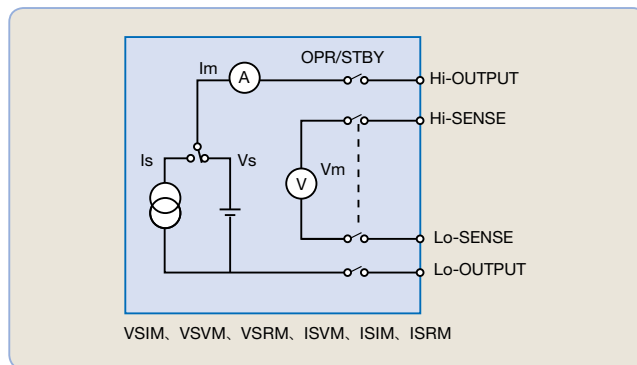 OPR/STBY
Im
A
Hi-OUTPUT
Hi-SENSE
Is
Vs
Vm
V
Lo-SENSE
Lo-OUTPUT
VSIM、VSVM、VSRM、ISVM、ISIM、ISRM